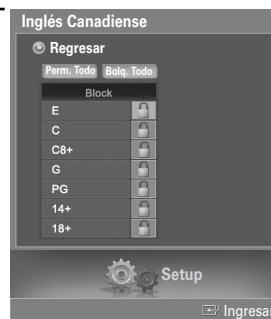 Inglés Canadiense
Regresar
Perm. Todo Bolq. Todo
Block
E
C
C8+
G
PG
14+
18+
Setup
Ingresar